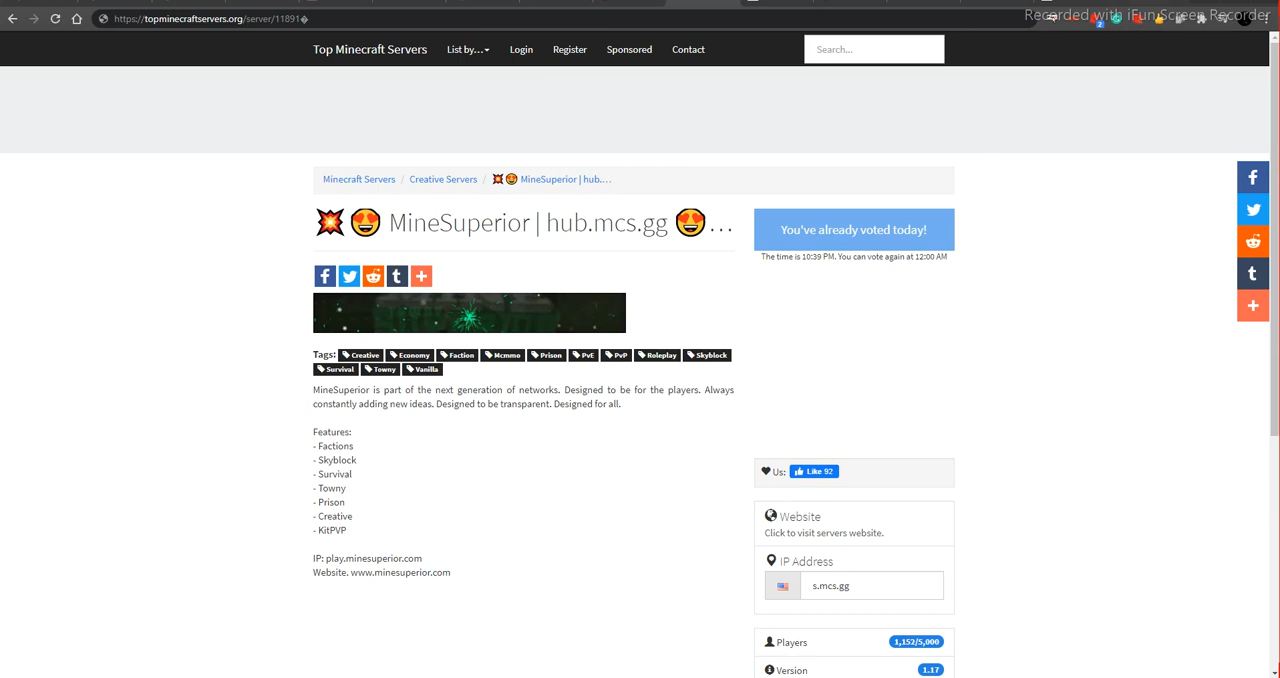 Recorded with iFun Screen Recorder
https://topminecraftservers.org/server/11891�
2
Top Minecraft Servers List by... Login Register Sponsored Contact Search...
Minecraft Servers / Creative Servers / 💥😍 MineSuperior | hub....
💥😍 MineSuperior | hub.mcs.gg 😍...
You've already voted today!
The time is 10:39 PM. You can vote again at 12:00 AM
Tags: Creative Economy Faction Mcmmo Prison PvE PvP Roleplay Skyblock
Survival Towny Vanilla
MineSuperior is part of the next generation of networks. Designed to be for the players. Always
constantly adding new ideas. Designed to be transparent. Designed for all.
Features:
- Factions
- Skyblock
- Survival
- Towny
- Prison
- Creative
- KitPVP
IP: play.minesuperior.com
Website. www.minesuperior.com
Us: Like 92
Website
Click to visit servers website.
IP Address
s.mcs.gg
Players 1,152/5,000
Version 1.17